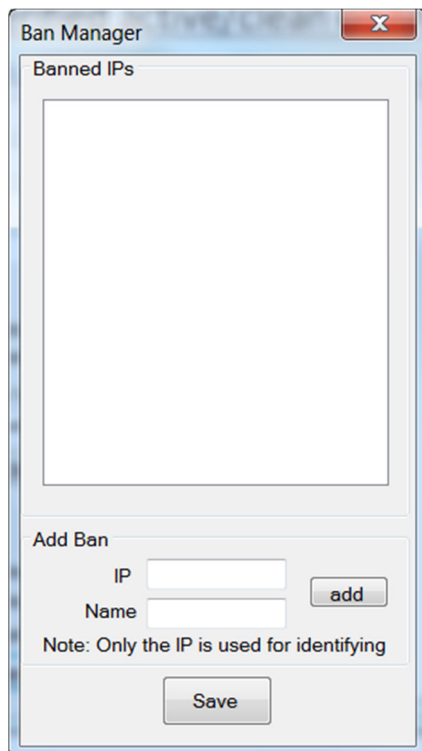 Ban Manager
X
Banned IPs
Add Ban
IP
add
Name
Note: Only the IP is used for identifying
Save